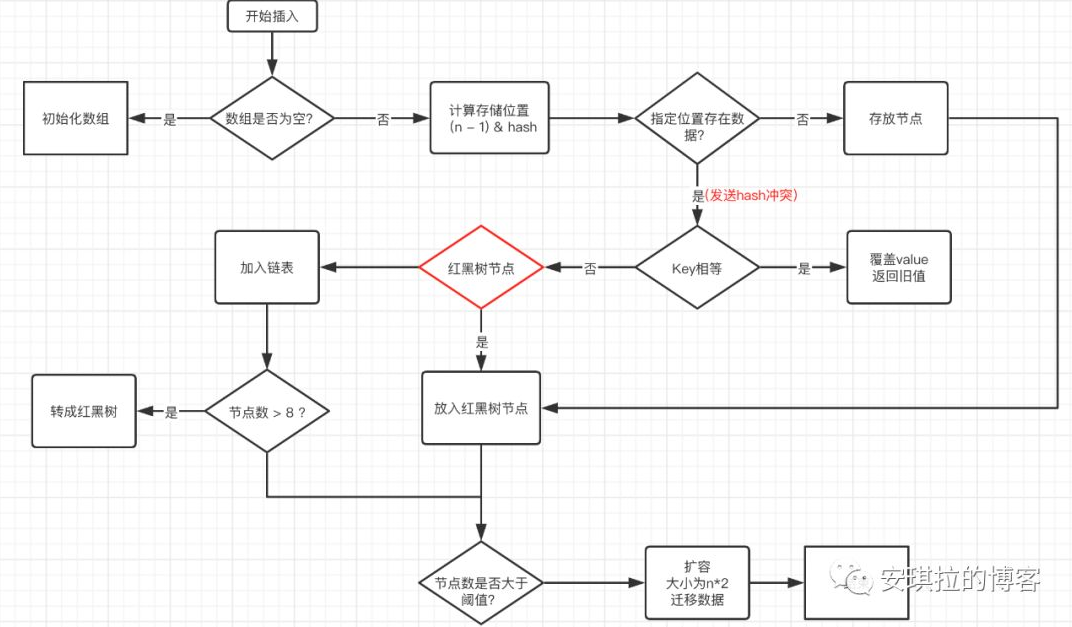 开始插入
初始化数组
是
数组是否为空?
否
计算存储位置
(n - 1) & hash
指定位置存在数
据?
否
存放节点
是(发送hash冲突)
加入链表
红黑树节点
否
Key相等
是
覆盖value
返回旧值
是
转成红黑树
是
节点数 > 8 ?
放入红黑树节点
节点数是否大于
阈值?
扩容
大小为n*2
迁移数据
安琪拉的博客